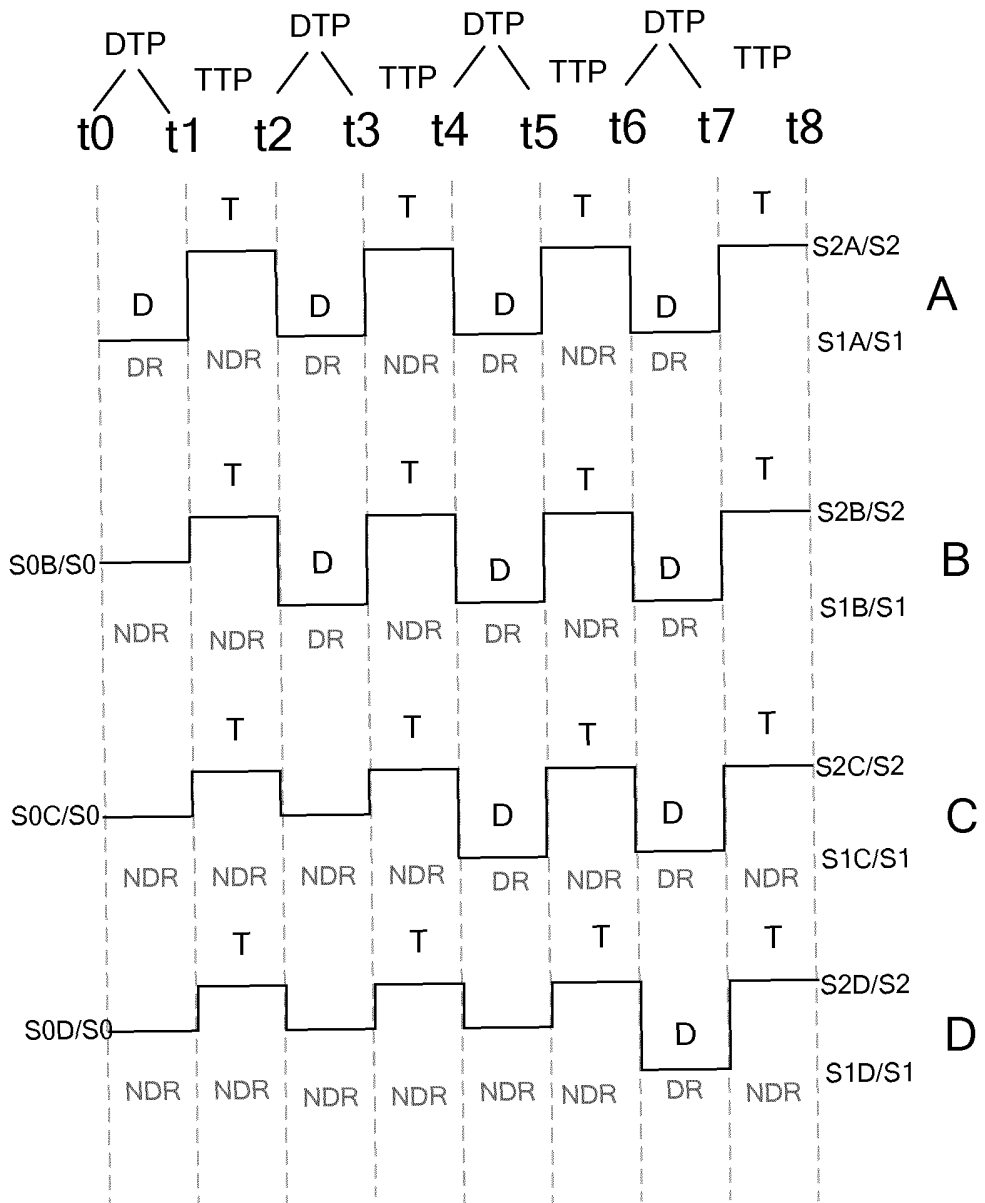 DTP DTP DTP DTP
TTP TTP TTP TTP
t0 t1 t2 t3 t4 t5 t6 t7 t8
T T T T
S2A/S2
A
D D D D
S1A/S1
DR NDR DR NDR DR NDR DR
T T T T
S2B/S2
S0B/S0
D D D
B
S1B/S1
NDR NDR DR NDR DR NDR DR
T T T T
S2C/S2
S0C/S0
D D
C
S1C/S1
NDR NDR NDR NDR DR NDR DR NDR
T T T T
S2D/S2
S0D/S0
D
D
S1D/S1
NDR NDR NDR NDR NDR NDR DR NDR